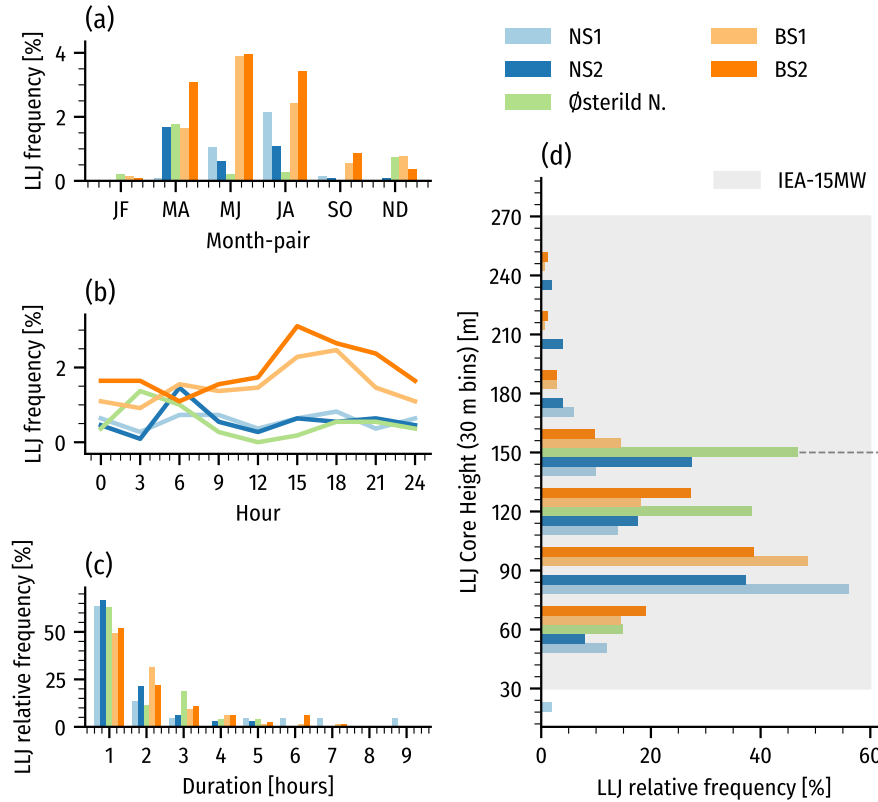 (a)
LLJ frequency [%]
4
2
0
JF MA MJ JA SO ND
Month-pair
(b)
LLJ frequency [%]
2
0
0 3 6 9 12 15 18 21 24
Hour
(c)
LLJ relative frequency [%]
50
25
0
1 2 3 4 5 6 7 8 9
Duration [hours]
NS1
NS2
Østerild N.
BS1
BS2
(d)
IEA-15MW
LLJ Core Height (30 m bins) [m]
270
240
210
180
150
120
90
60
30
0 20 40 60
LLJ relative frequency [%]